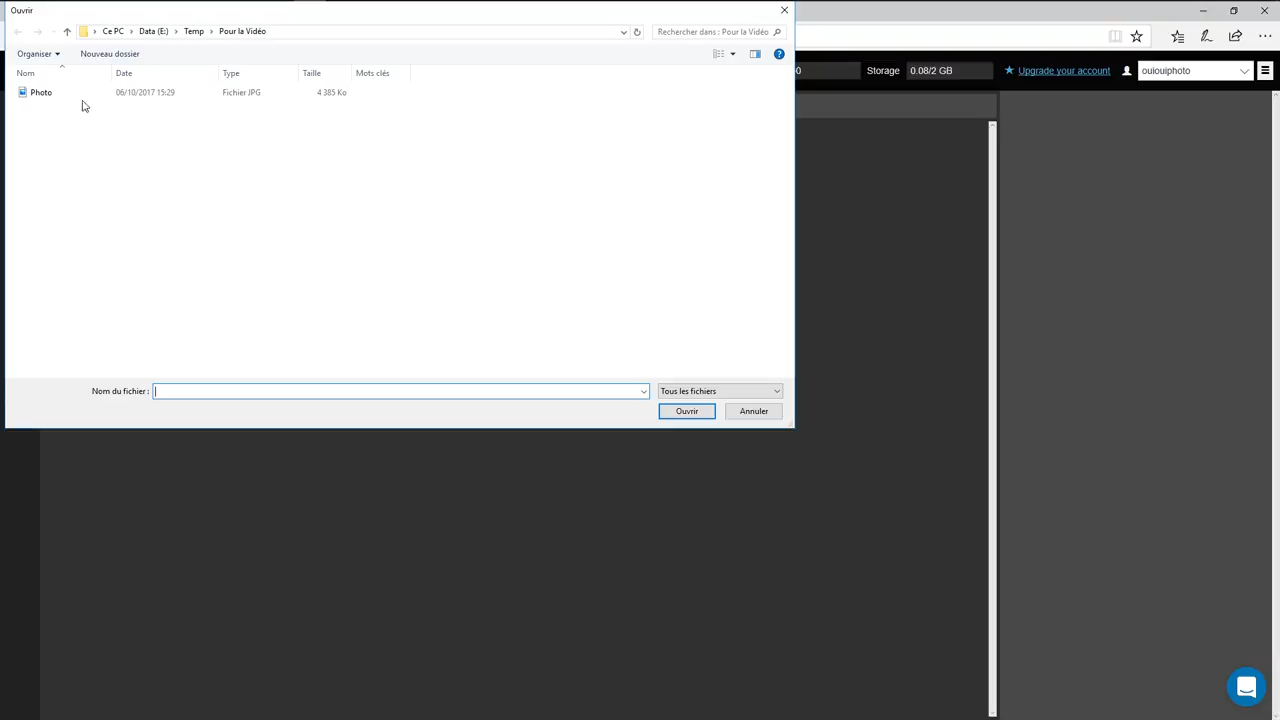 Ouvrir
Ce PC > Data (E:) > Temp > Pour la Vidéo
Rechercher dans : Pour la Vidéo
Organiser Nouveau dossier
Nom Date Type Taille Mots clés
Photo 06/10/2017 15:29 Fichier JPG 4 385 Ko
Nom du fichier : Tous les fichiers
Ouvrir Annuler
0 Storage 0.08/2 GB Upgrade your account ouiouiphoto